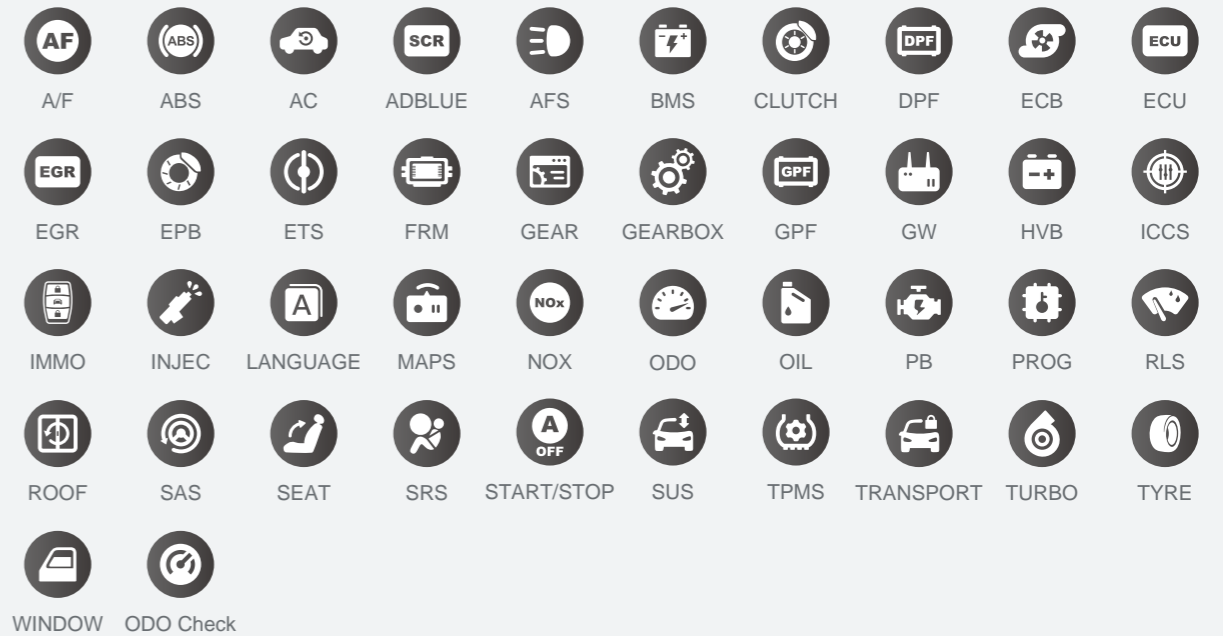 AF ABS SCR DPF ECU
A/F ABS AC ADBLUE AFS BMS CLUTCH DPF ECB ECU
EGR GPF
EGR EPB ETS FRM GEAR GEARBOX GPF GW HVB ICCS
A NOx
IMMO INJEC LANGUAGE MAPS NOX ODO OIL PB PROG RLS
A
OFF
ROOF SAS SEAT SRS START/STOP SUS TPMS TRANSPORT TURBO TYRE
WINDOW ODO Check